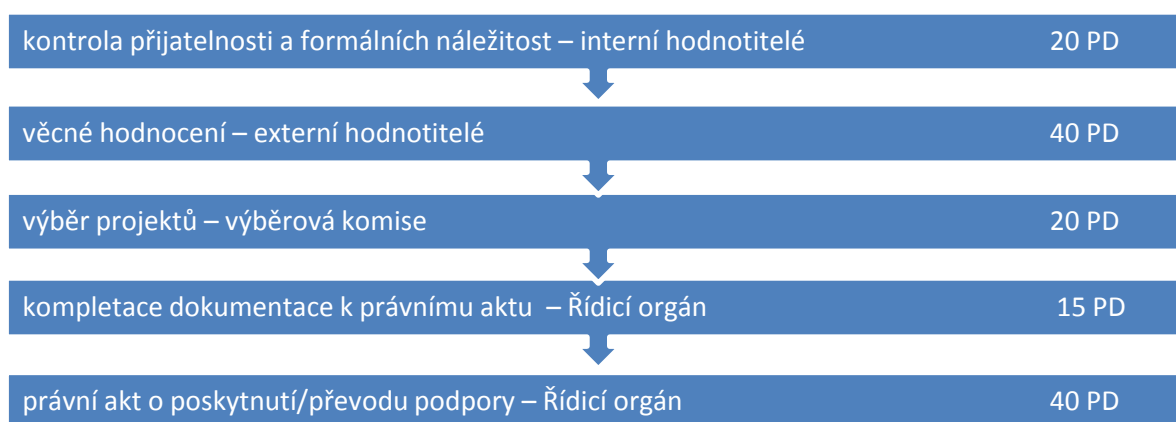 kontrola přijatelnosti a formálních náležitost – interní hodnotitelé 20 PD
věcné hodnocení – externí hodnotitelé 40 PD
výběr projektů – výběrová komise 20 PD
kompletace dokumentace k právnímu aktu – Řídicí orgán 15 PD
právní akt o poskytnutí/převodu podpory – Řídicí orgán 40 PD